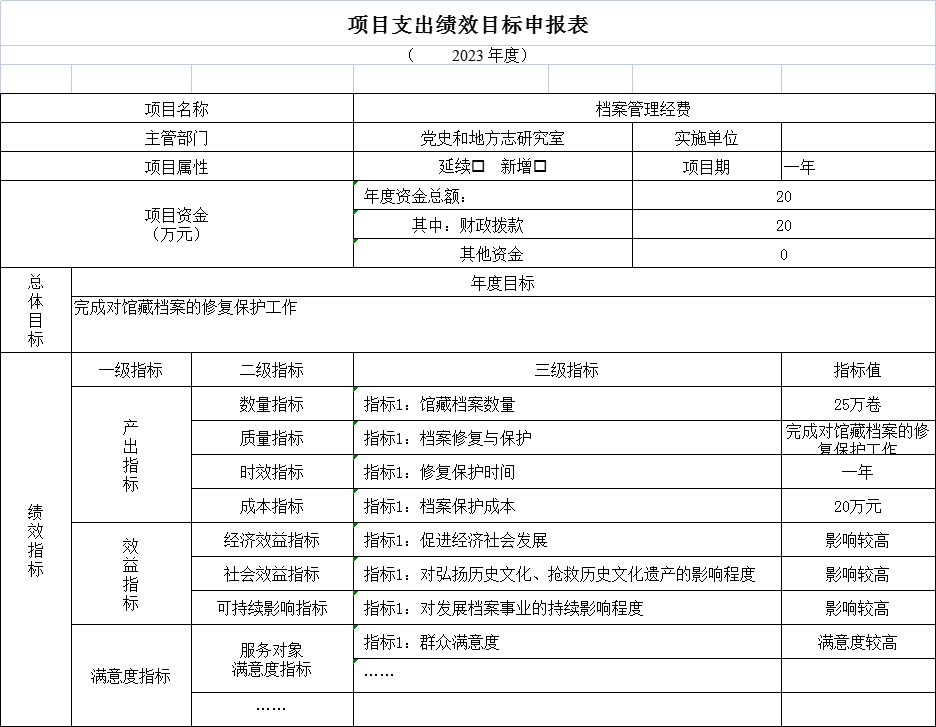 项目支出绩效目标申报表
（ 2023 年度）
项目名称 档案管理经费
主管部门 党史和地方志研究室 实施单位
项目属性 延续□ 新增□ 项目期 一年
项目资金
（万元）
年度资金总额： 20
其中：财政拨款 20
其他资金 0
总体目标
年度目标
完成对馆藏档案的修复保护工作
绩效指标
一级指标 二级指标 三级指标 指标值
产出指标
数量指标 指标1：馆藏档案数量 25万卷
质量指标 指标1：档案修复与保护 完成对馆藏档案的修
复保护工作
时效指标 指标1：修复保护时间 一年
成本指标 指标1：档案保护成本 20万元
效益指标
经济效益指标 指标1：促进经济社会发展 影响较高
社会效益指标 指标1：对弘扬历史文化、抢救历史文化遗产的影响程度 影响较高
可持续影响指标 指标1：对发展档案事业的持续影响程度 影响较高
满意度指标
服务对象
满意度指标
指标1：群众满意度 满意度较高
……
……